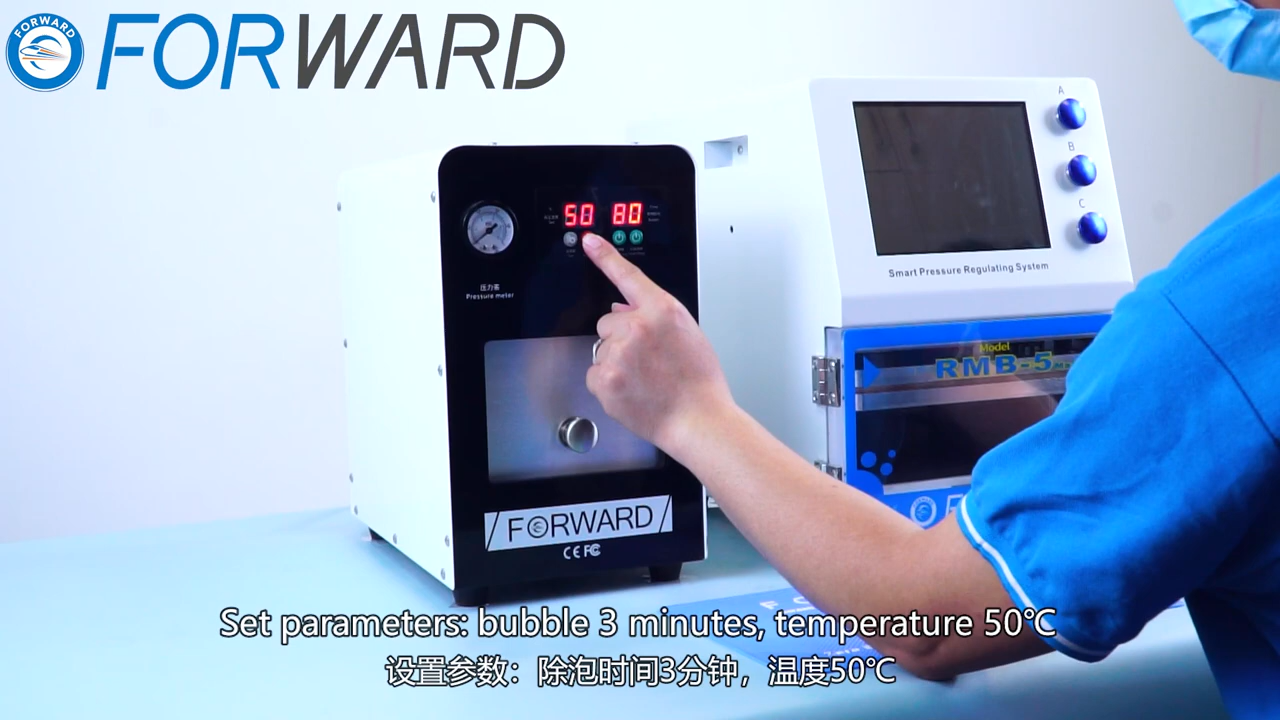 FORWARD
FORWARD
A
B
C
50 80
Smart Pressure Regulating System
压力表
Pressure meter
Model
RMB-5
FORWARD
CE FC
Set parameters: bubble 3 minutes, temperature 50℃
设置参数：除泡时间3分钟，温度50℃